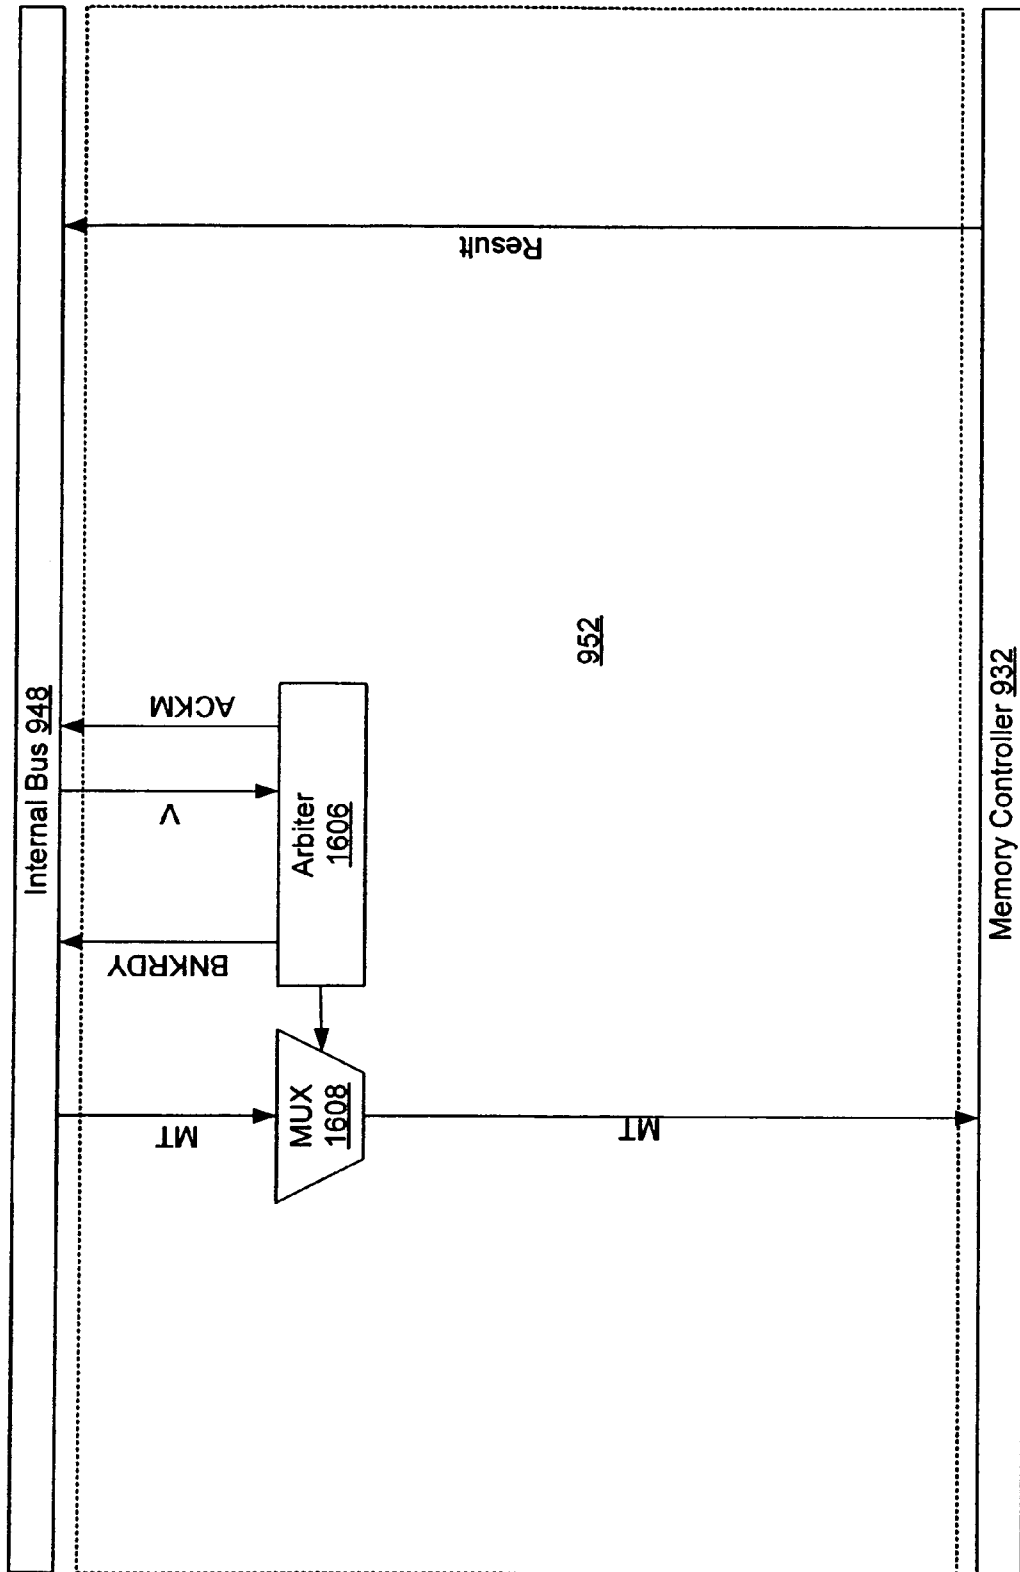 Internal Bus 948
MT
BNKRDY
V
ACKM
MUX
1608
Arbiter
1606
MT
952
Result
Memory Controller 932